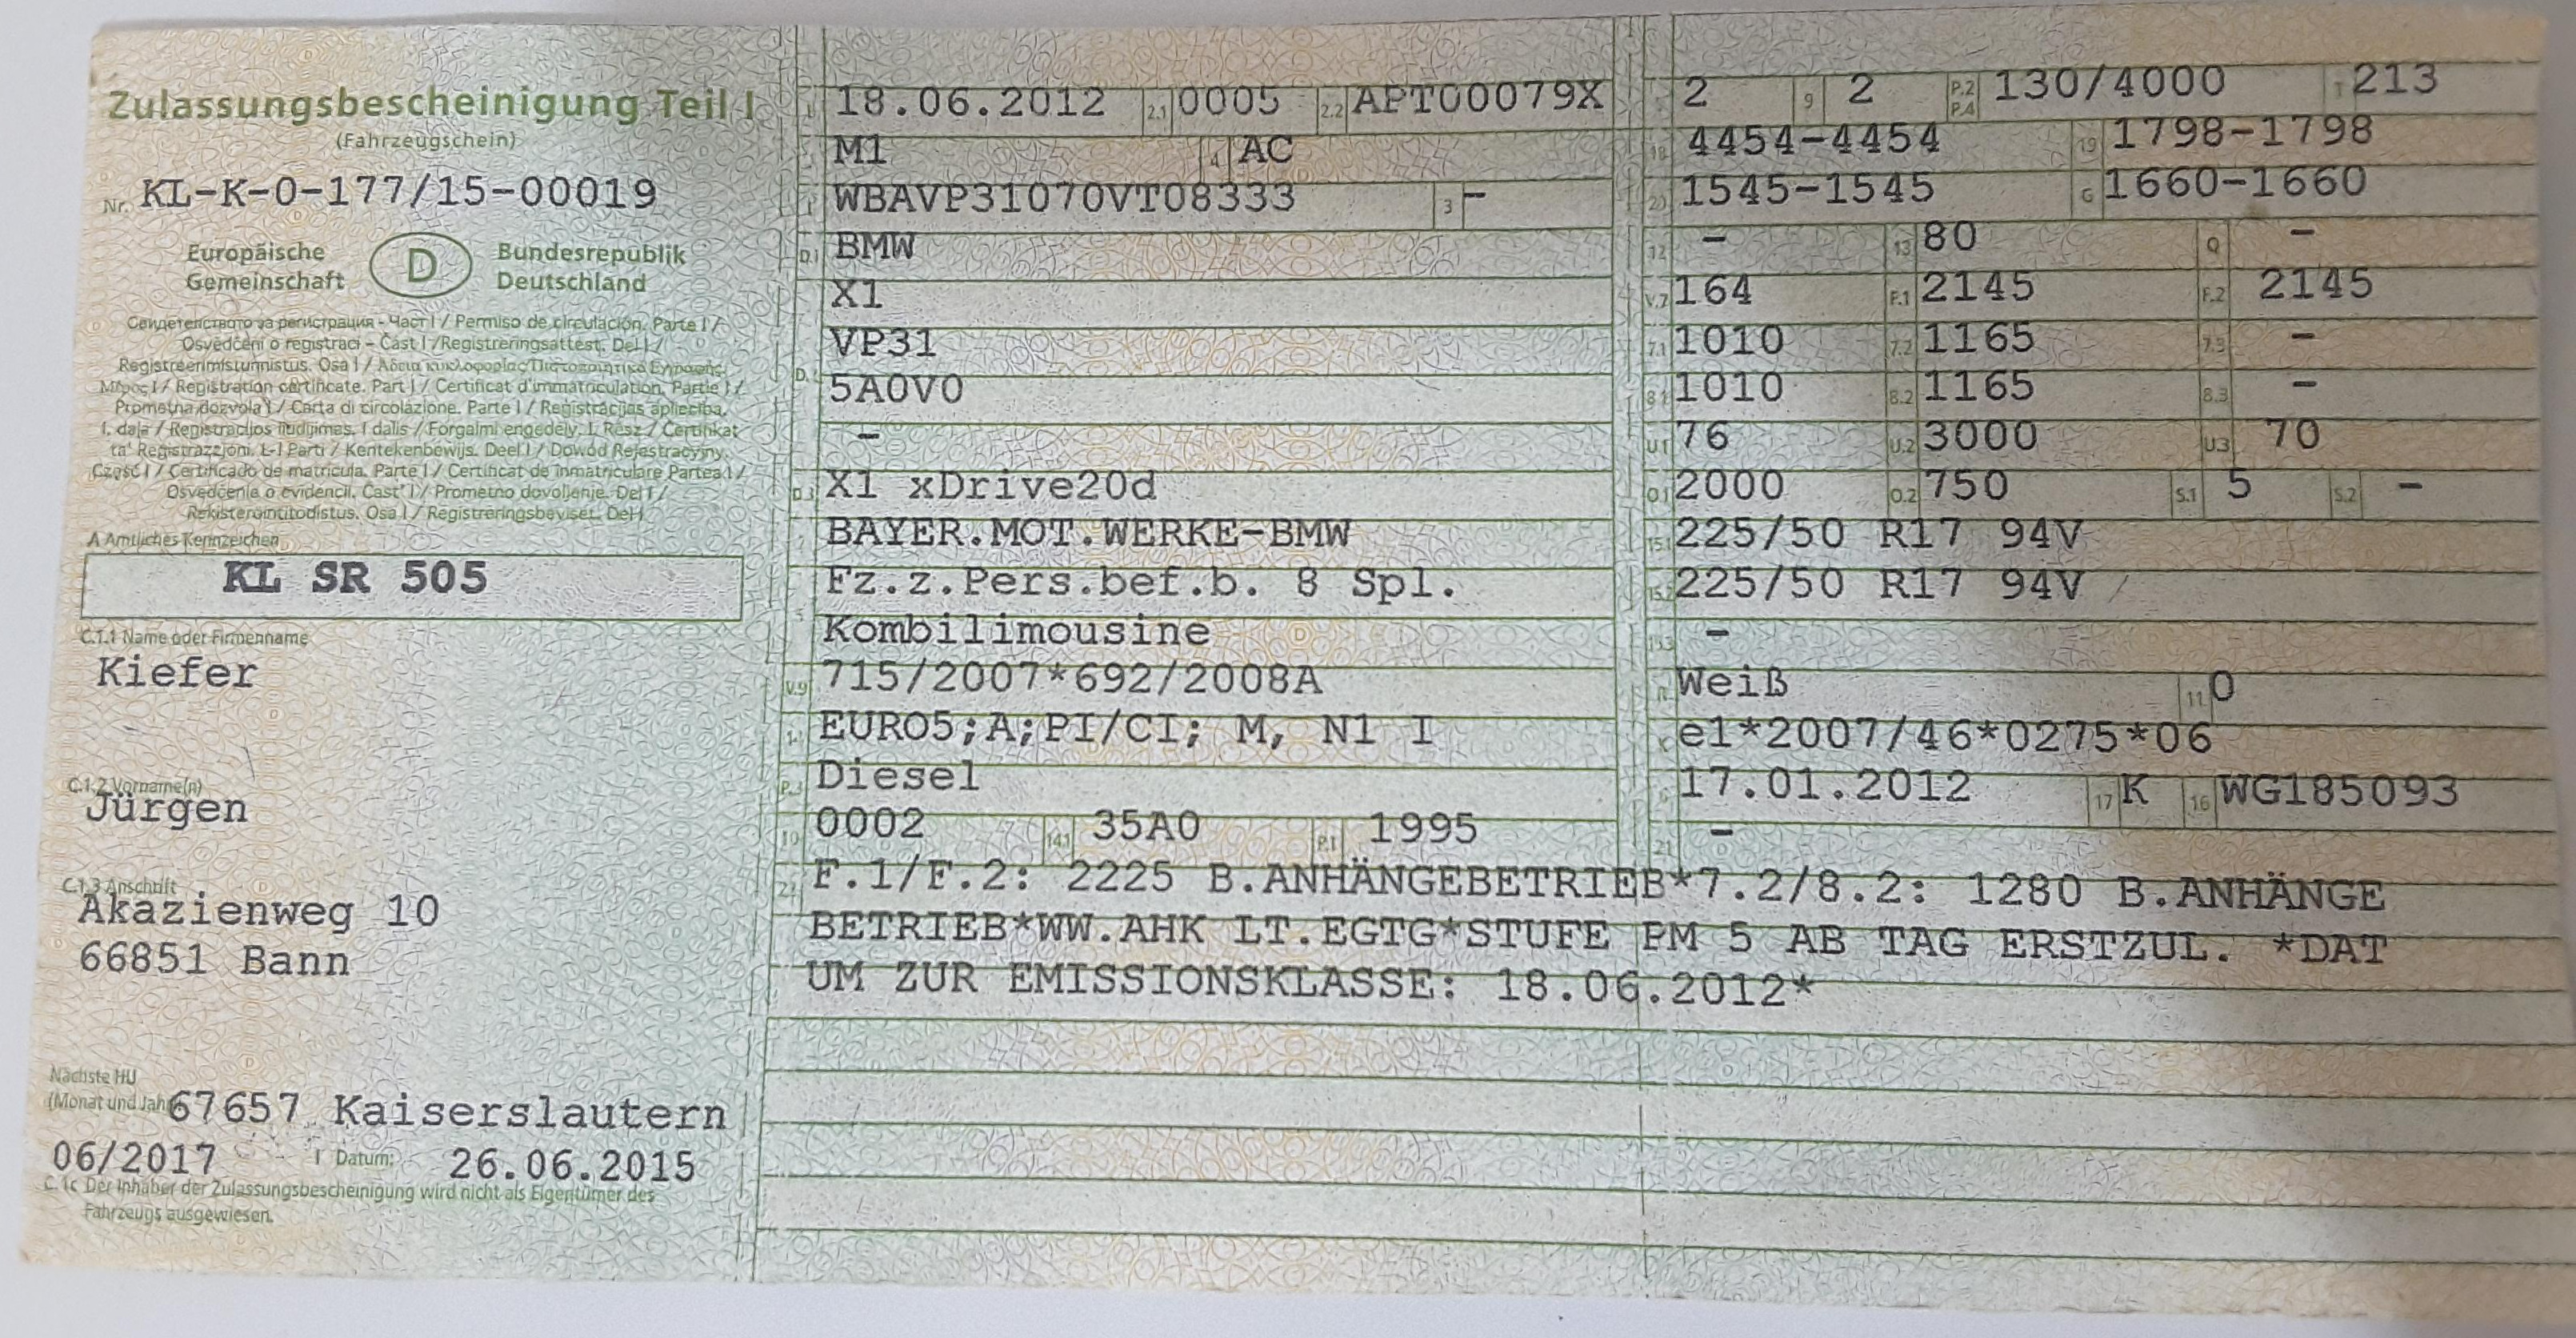 Zulassungsbescheinigung Teil I
(Fahrzeugschein)
Nr. KL-K-0-177/15-00019
Europäische Gemeinschaft D Bundesrepublik Deutschland
Свидетелството за регистрация - Част I / Permiso de circulación. Parte I /
Osvědčení o registraci - Část I / Registreringsattest. Del I /
Registreerimistunnistus. Osa I / Άδεια κυκλοφορίας/Πιστοποιητικό Εγγραφής.
Μέρος I / Registration certificate. Part I / Certificat d'immatriculation. Partie I /
Prometna dozvola I / Carta di circolazione. Parte I / Reģistrācijas apliecība.
I. daļa / Registracijos liudijimas. I dalis / Forgalmi engedély. I. Rész / Ċertifikat
ta' Reġistrazzjoni. L-I Parti / Kentekenbewijs. Deel I / Dowód Rejestracyjny.
Część I / Certificado de matrícula. Parte I / Certificat de înmatriculare Partea I /
Osvedčenie o evidencii. Časť I / Prometno dovoljenje. Del I /
Rekisteröintitodistus. Osa I / Registreringsbeviset. Del I
A Amtliches Kennzeichen
KL SR 505
C.1.1 Name oder Firmenname
Kiefer
C.1.2 Vorname(n)
Jürgen
C.1.3 Anschrift
Akazienweg 10
66851 Bann
Nächste HU
(Monat und Jahr) 67657 Kaiserslautern
06/2017 Datum: 26.06.2015
C.1c Der Inhaber der Zulassungsbescheinigung wird nicht als Eigentümer des
Fahrzeugs ausgewiesen.
18.06.2012 2.1 0005 2.2 APT00079X
M1 4 AC
WBAVP31070VT08333 3 -
D.1 BMW
X1
VP31
5A0V0
-
D.3 X1 xDrive20d
BAYER.MOT.WERKE-BMW
Fz.z.Pers.bef.b. 8 Spl.
5 Kombilimousine
V.9 715/2007*692/2008A
14 EURO5;A;PI/CI; M, N1 I
P.3 Diesel
10 0002 14.1 35A0 P.1 1995
2 9 2 P.2 P.4 130/4000 T 213
18 4454-4454 19 1798-1798
20 1545-1545 G 1660-1660
12 - 13 80 Q -
V.7 164 F.1 2145 F.2 2145
7.1 1010 7.2 1165 7.3 -
8.1 1010 8.2 1165 8.3 -
U.1 76 U.2 3000 U.3 70
O.1 2000 O.2 750 S.1 5 S.2 -
15.1 225/50 R17 94V
15.2 225/50 R17 94V
15.3 -
R Weiß 11 0
K e1*2007/46*0275*06
6 17.01.2012 17 K 16 WG185093
21 -
22 F.1/F.2: 2225 B.ANHÄNGEBETRIEB*7.2/8.2: 1280 B.ANHÄNGE
BETRIEB*WW.AHK LT.EGTG*STUFE PM 5 AB TAG ERSTZUL. *DAT
UM ZUR EMISSIONSKLASSE: 18.06.2012*